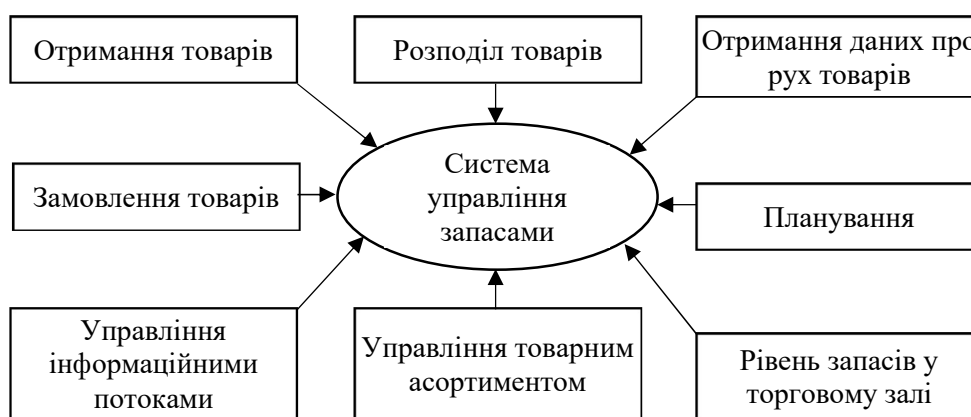 Отримання товарів
Розподіл товарів
Отримання даних про
рух товарів
Замовлення товарів
Система
управління
запасами
Планування
Управління
інформаційними
потоками
Управління товарним
асортиментом
Рівень запасів у
торговому залі